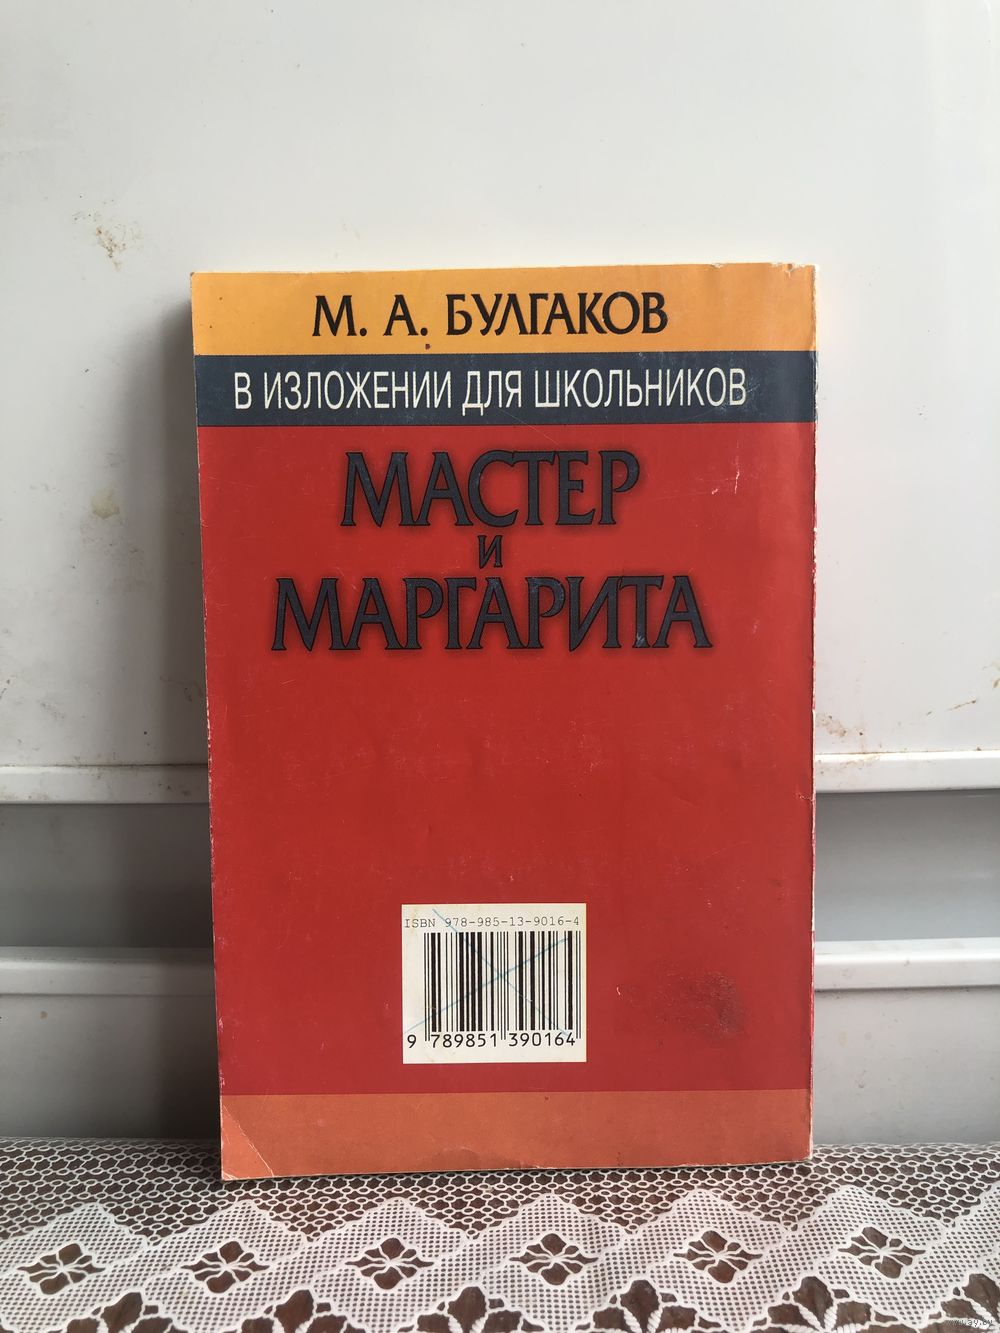 М. А. БУЛГАКОВ
В ИЗЛОЖЕНИИ ДЛЯ ШКОЛЬНИКОВ
МАСТЕР
И
МАРГАРИТА
ISBN 978-985-13-9016-4
9 789851 390164